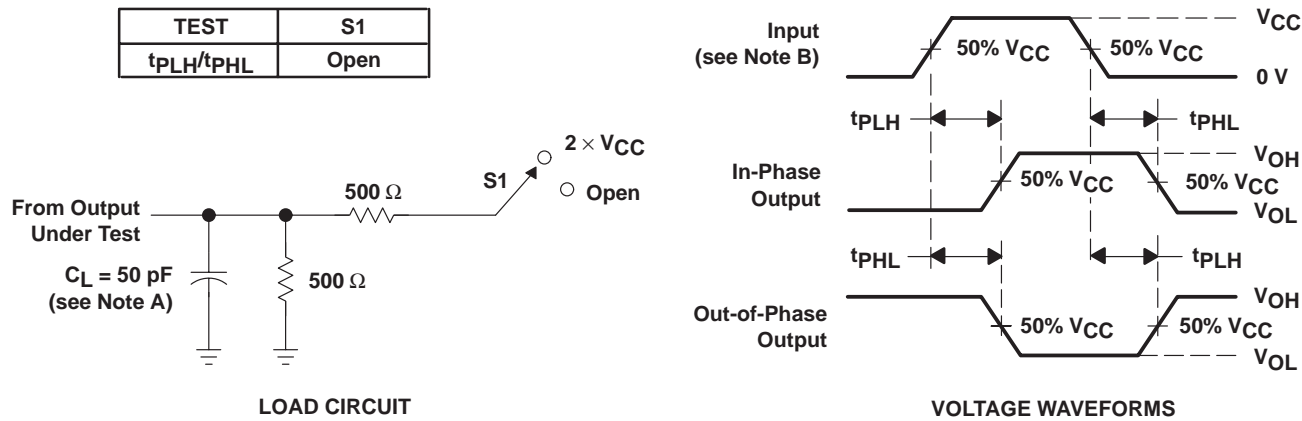 TEST S1
tPLH/tPHL Open
From Output
Under Test
CL = 50 pF
(see Note A)
500 Ω
500 Ω
S1
2 × VCC
Open
LOAD CIRCUIT
Input
(see Note B)
50% VCC
50% VCC
VCC
0 V
tPLH
tPHL
In-Phase
Output
50% VCC
50% VCC
VOH
VOL
tPHL
tPLH
Out-of-Phase
Output
50% VCC
50% VCC
VOH
VOL
VOLTAGE WAVEFORMS